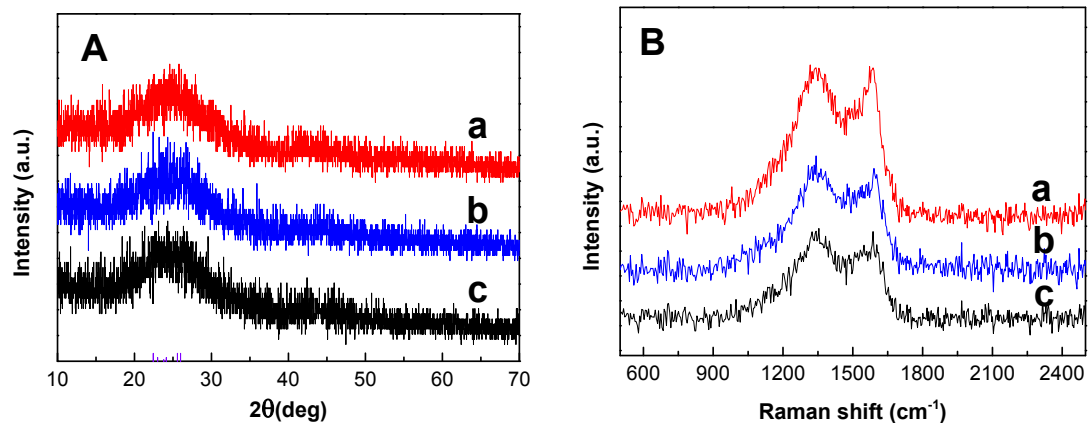 A
a
b
c
Intensity (a.u.)
10 20 30 40 50 60 70
2θ(deg)
B
a
b
c
Intensity (a.u.)
600 900 1200 1500 1800 2100 2400
Raman shift (cm⁻¹)